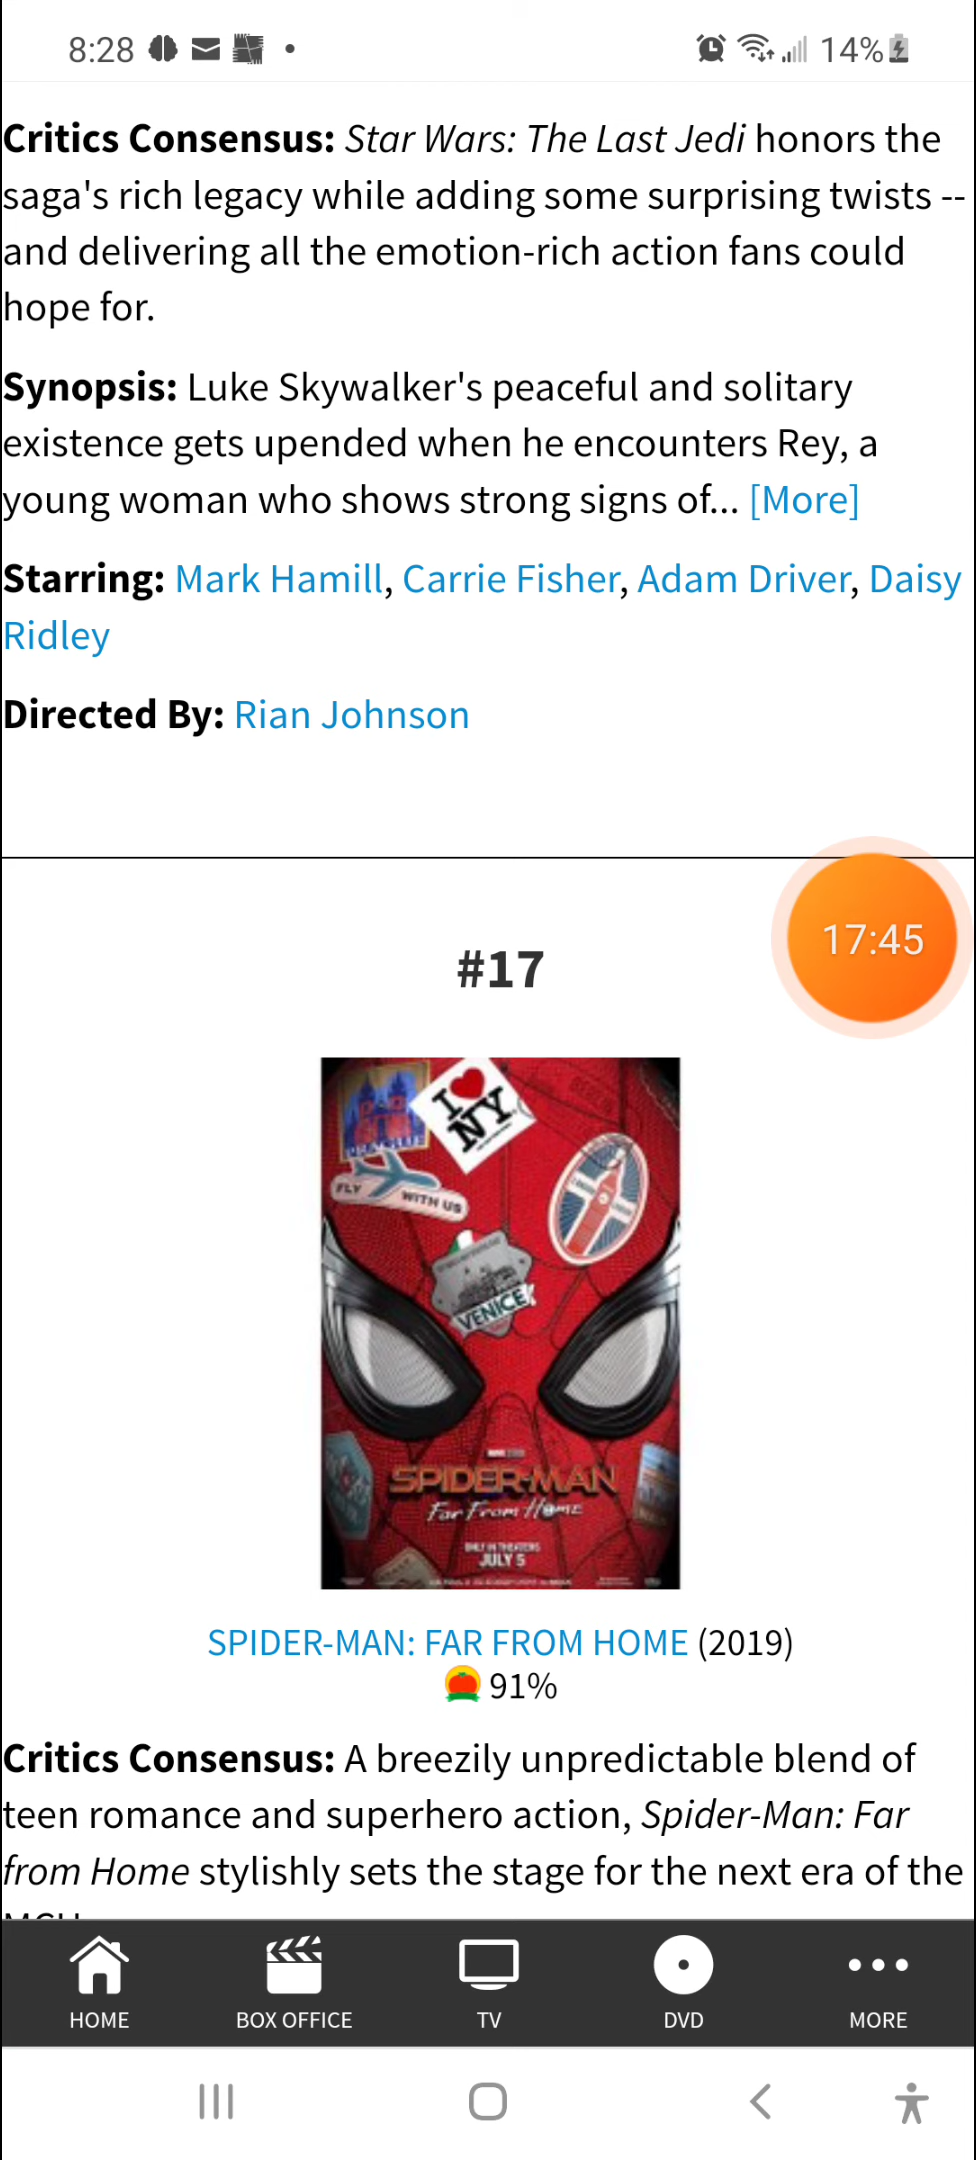 8:28
14%
Critics Consensus: Star Wars: The Last Jedi honors the
saga's rich legacy while adding some surprising twists --
and delivering all the emotion-rich action fans could
hope for.
Synopsis: Luke Skywalker's peaceful and solitary
existence gets upended when he encounters Rey, a
young woman who shows strong signs of... [More]
Starring: Mark Hamill, Carrie Fisher, Adam Driver, Daisy
Ridley
Directed By: Rian Johnson
17:45
#17
I
NY
FLY WITH US
VENICE
SPIDER-MAN
Far From Home
ONLY IN THEATERS
JULY 5
SPIDER-MAN: FAR FROM HOME (2019)
91%
Critics Consensus: A breezily unpredictable blend of
teen romance and superhero action, Spider-Man: Far
from Home stylishly sets the stage for the next era of the
MCU.
HOME
BOX OFFICE
TV
DVD
MORE